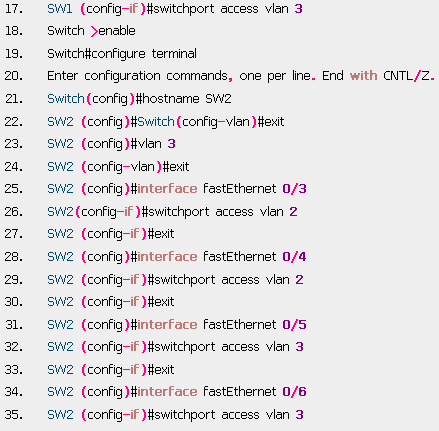 17. SW1 (config-if)#switchport access vlan 3
18. Switch >enable
19. Switch#configure terminal
20. Enter configuration commands, one per line. End with CNTL/Z.
21. Switch(config)#hostname SW2
22. SW2 (config)#Switch(config-vlan)#exit
23. SW2 (config)#vlan 3
24. SW2 (config-vlan)#exit
25. SW2 (config)#interface fastEthernet 0/3
26. SW2(config-if)#switchport access vlan 2
27. SW2 (config-if)#exit
28. SW2 (config)#interface fastEthernet 0/4
29. SW2 (config-if)#switchport access vlan 2
30. SW2 (config-if)#exit
31. SW2 (config)#interface fastEthernet 0/5
32. SW2 (config-if)#switchport access vlan 3
33. SW2 (config-if)#exit
34. SW2 (config)#interface fastEthernet 0/6
35. SW2 (config-if)#switchport access vlan 3